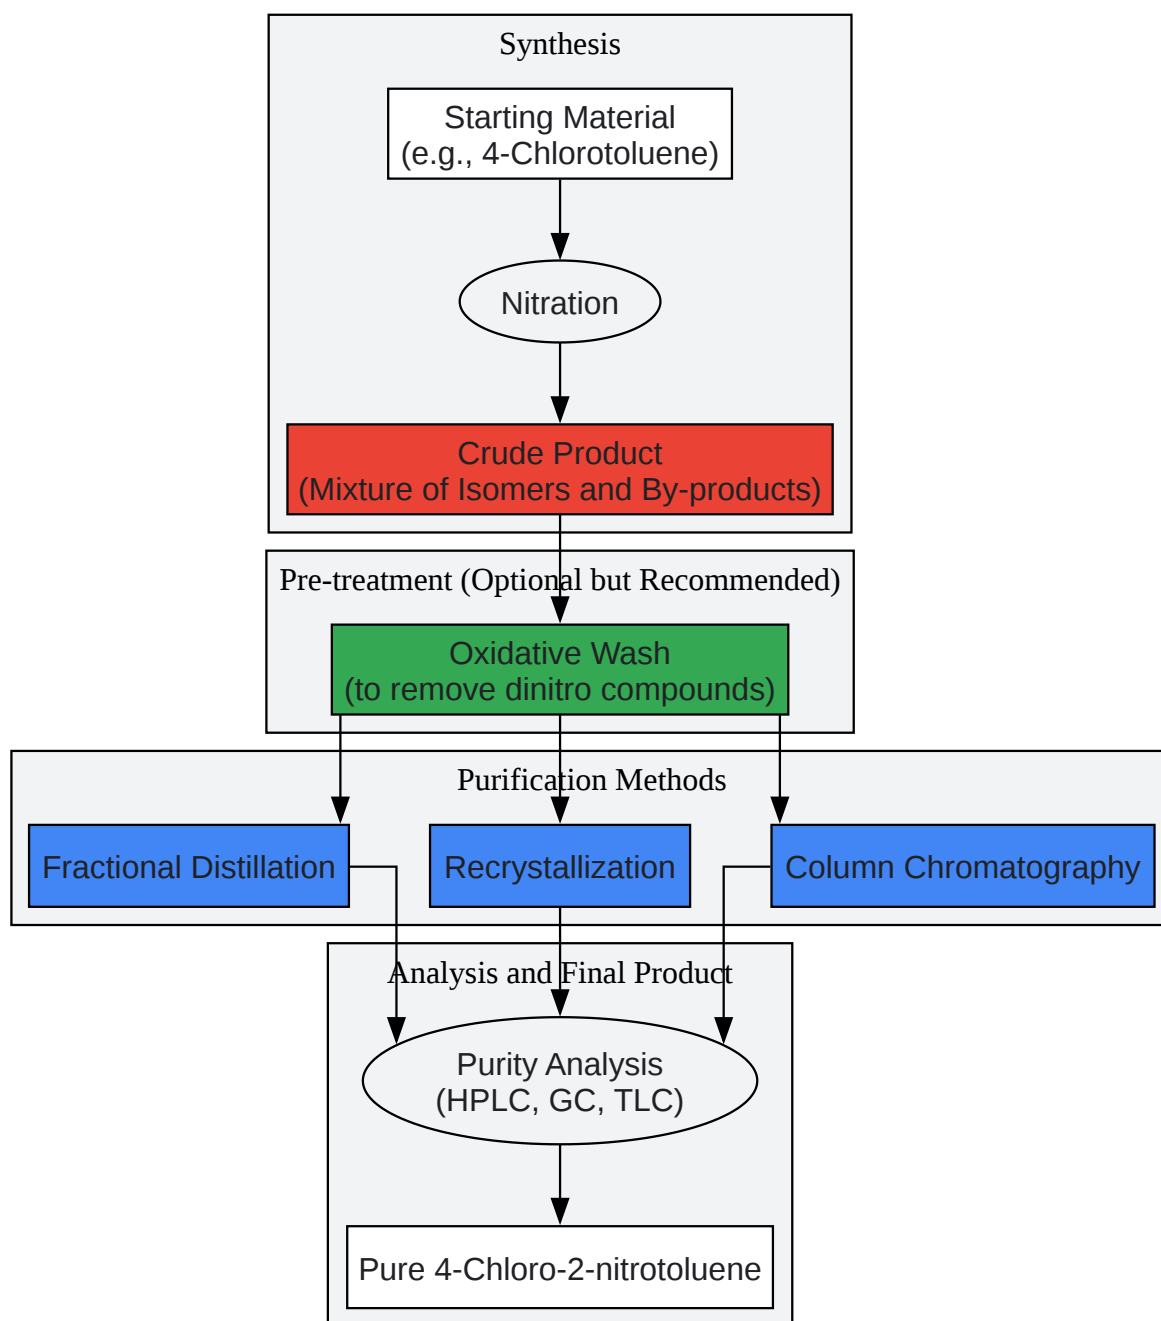 Synthesis
Starting Material
(e.g., 4-Chlorotoluene)
Nitration
Crude Product
(Mixture of Isomers and By-products)
Pre-treatment (Optional but Recommended)
Oxidative Wash
(to remove dinitro compounds)
Purification Methods
Fractional Distillation
Recrystallization
Column Chromatography
Analysis and Final Product
Purity Analysis
(HPLC, GC, TLC)
Pure 4-Chloro-2-nitrotoluene